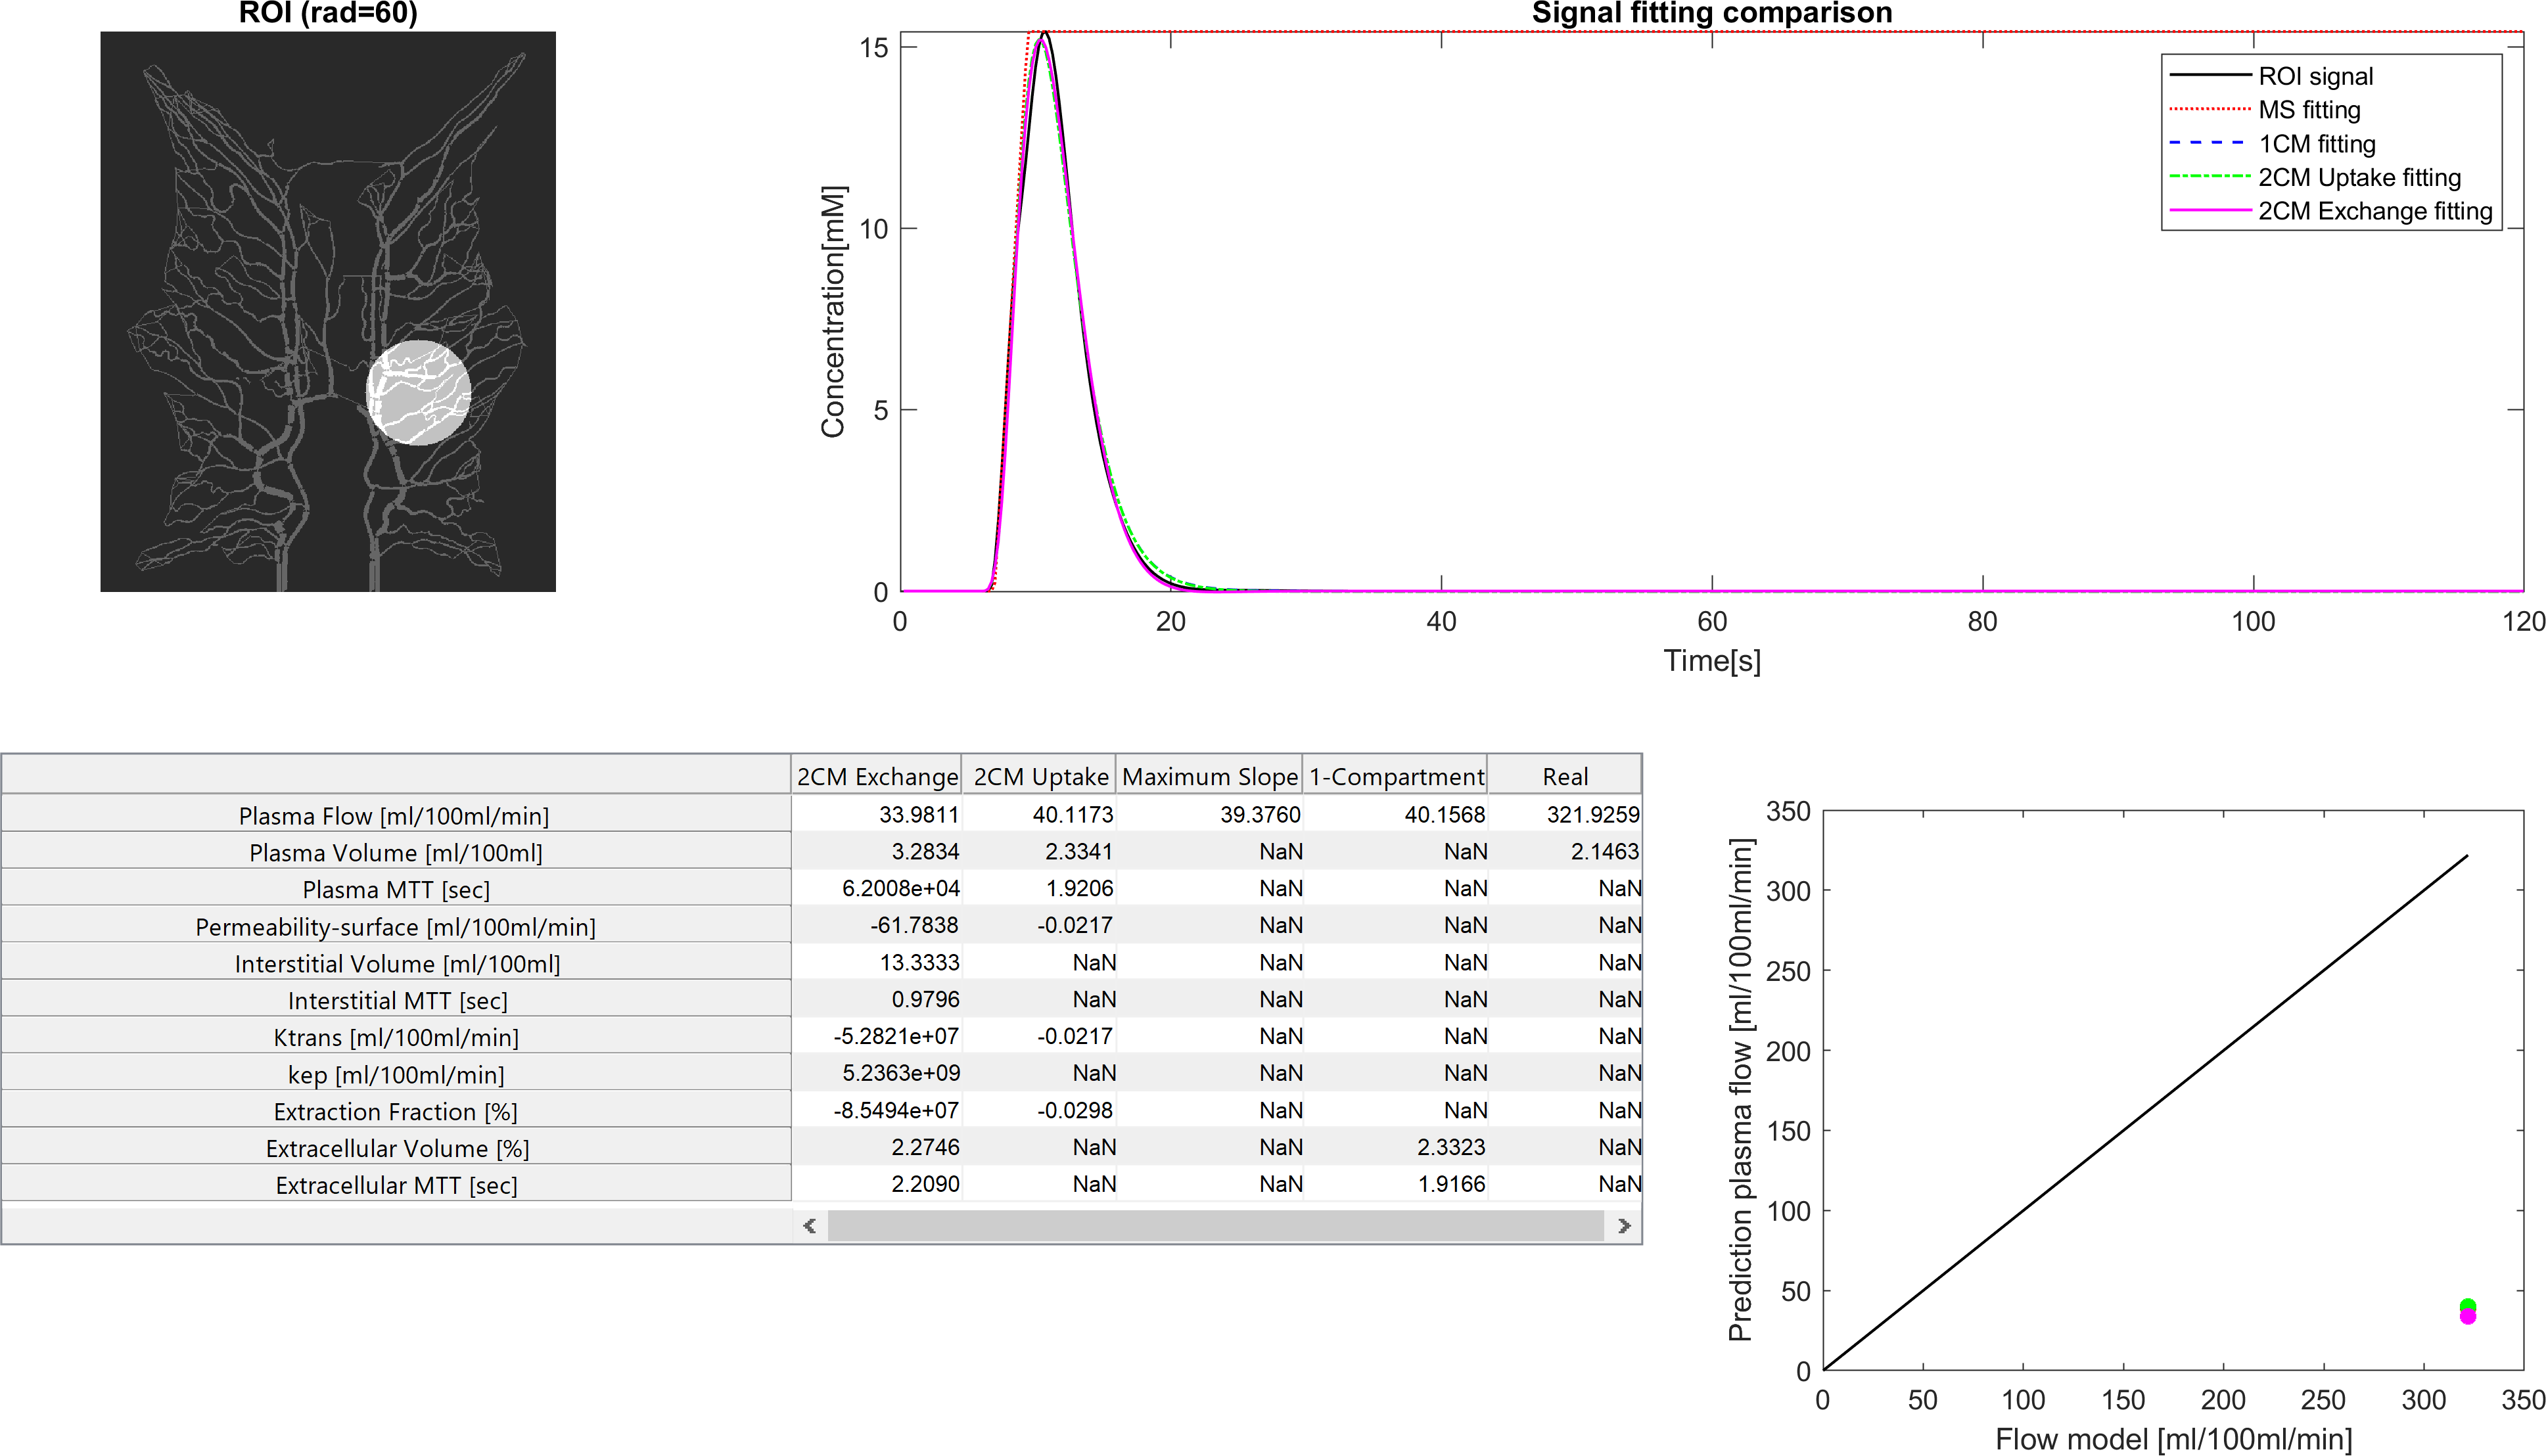 ROI (rad=60)
Signal fitting comparison
Concentration[mM]
15
10
5
0
0 20 40 60 80 100 120
Time[s]
ROI signal
MS fitting
1CM fitting
2CM Uptake fitting
2CM Exchange fitting
2CM Exchange 2CM Uptake Maximum Slope 1-Compartment Real
Plasma Flow [ml/100ml/min] 33.9811 40.1173 39.3760 40.1568 321.9259
Plasma Volume [ml/100ml] 3.2834 2.3341 NaN NaN 2.1463
Plasma MTT [sec] 6.2008e+04 1.9206 NaN NaN NaN
Permeability-surface [ml/100ml/min] -61.7838 -0.0217 NaN NaN NaN
Interstitial Volume [ml/100ml] 13.3333 NaN NaN NaN NaN
Interstitial MTT [sec] 0.9796 NaN NaN NaN NaN
Ktrans [ml/100ml/min] -5.2821e+07 -0.0217 NaN NaN NaN
kep [ml/100ml/min] 5.2363e+09 NaN NaN NaN NaN
Extraction Fraction [%] -8.5494e+07 -0.0298 NaN NaN NaN
Extracellular Volume [%] 2.2746 NaN NaN 2.3323 NaN
Extracellular MTT [sec] 2.2090 NaN NaN 1.9166 NaN
Prediction plasma flow [ml/100ml/min]
350
300
250
200
150
100
50
0
0 50 100 150 200 250 300 350
Flow model [ml/100ml/min]